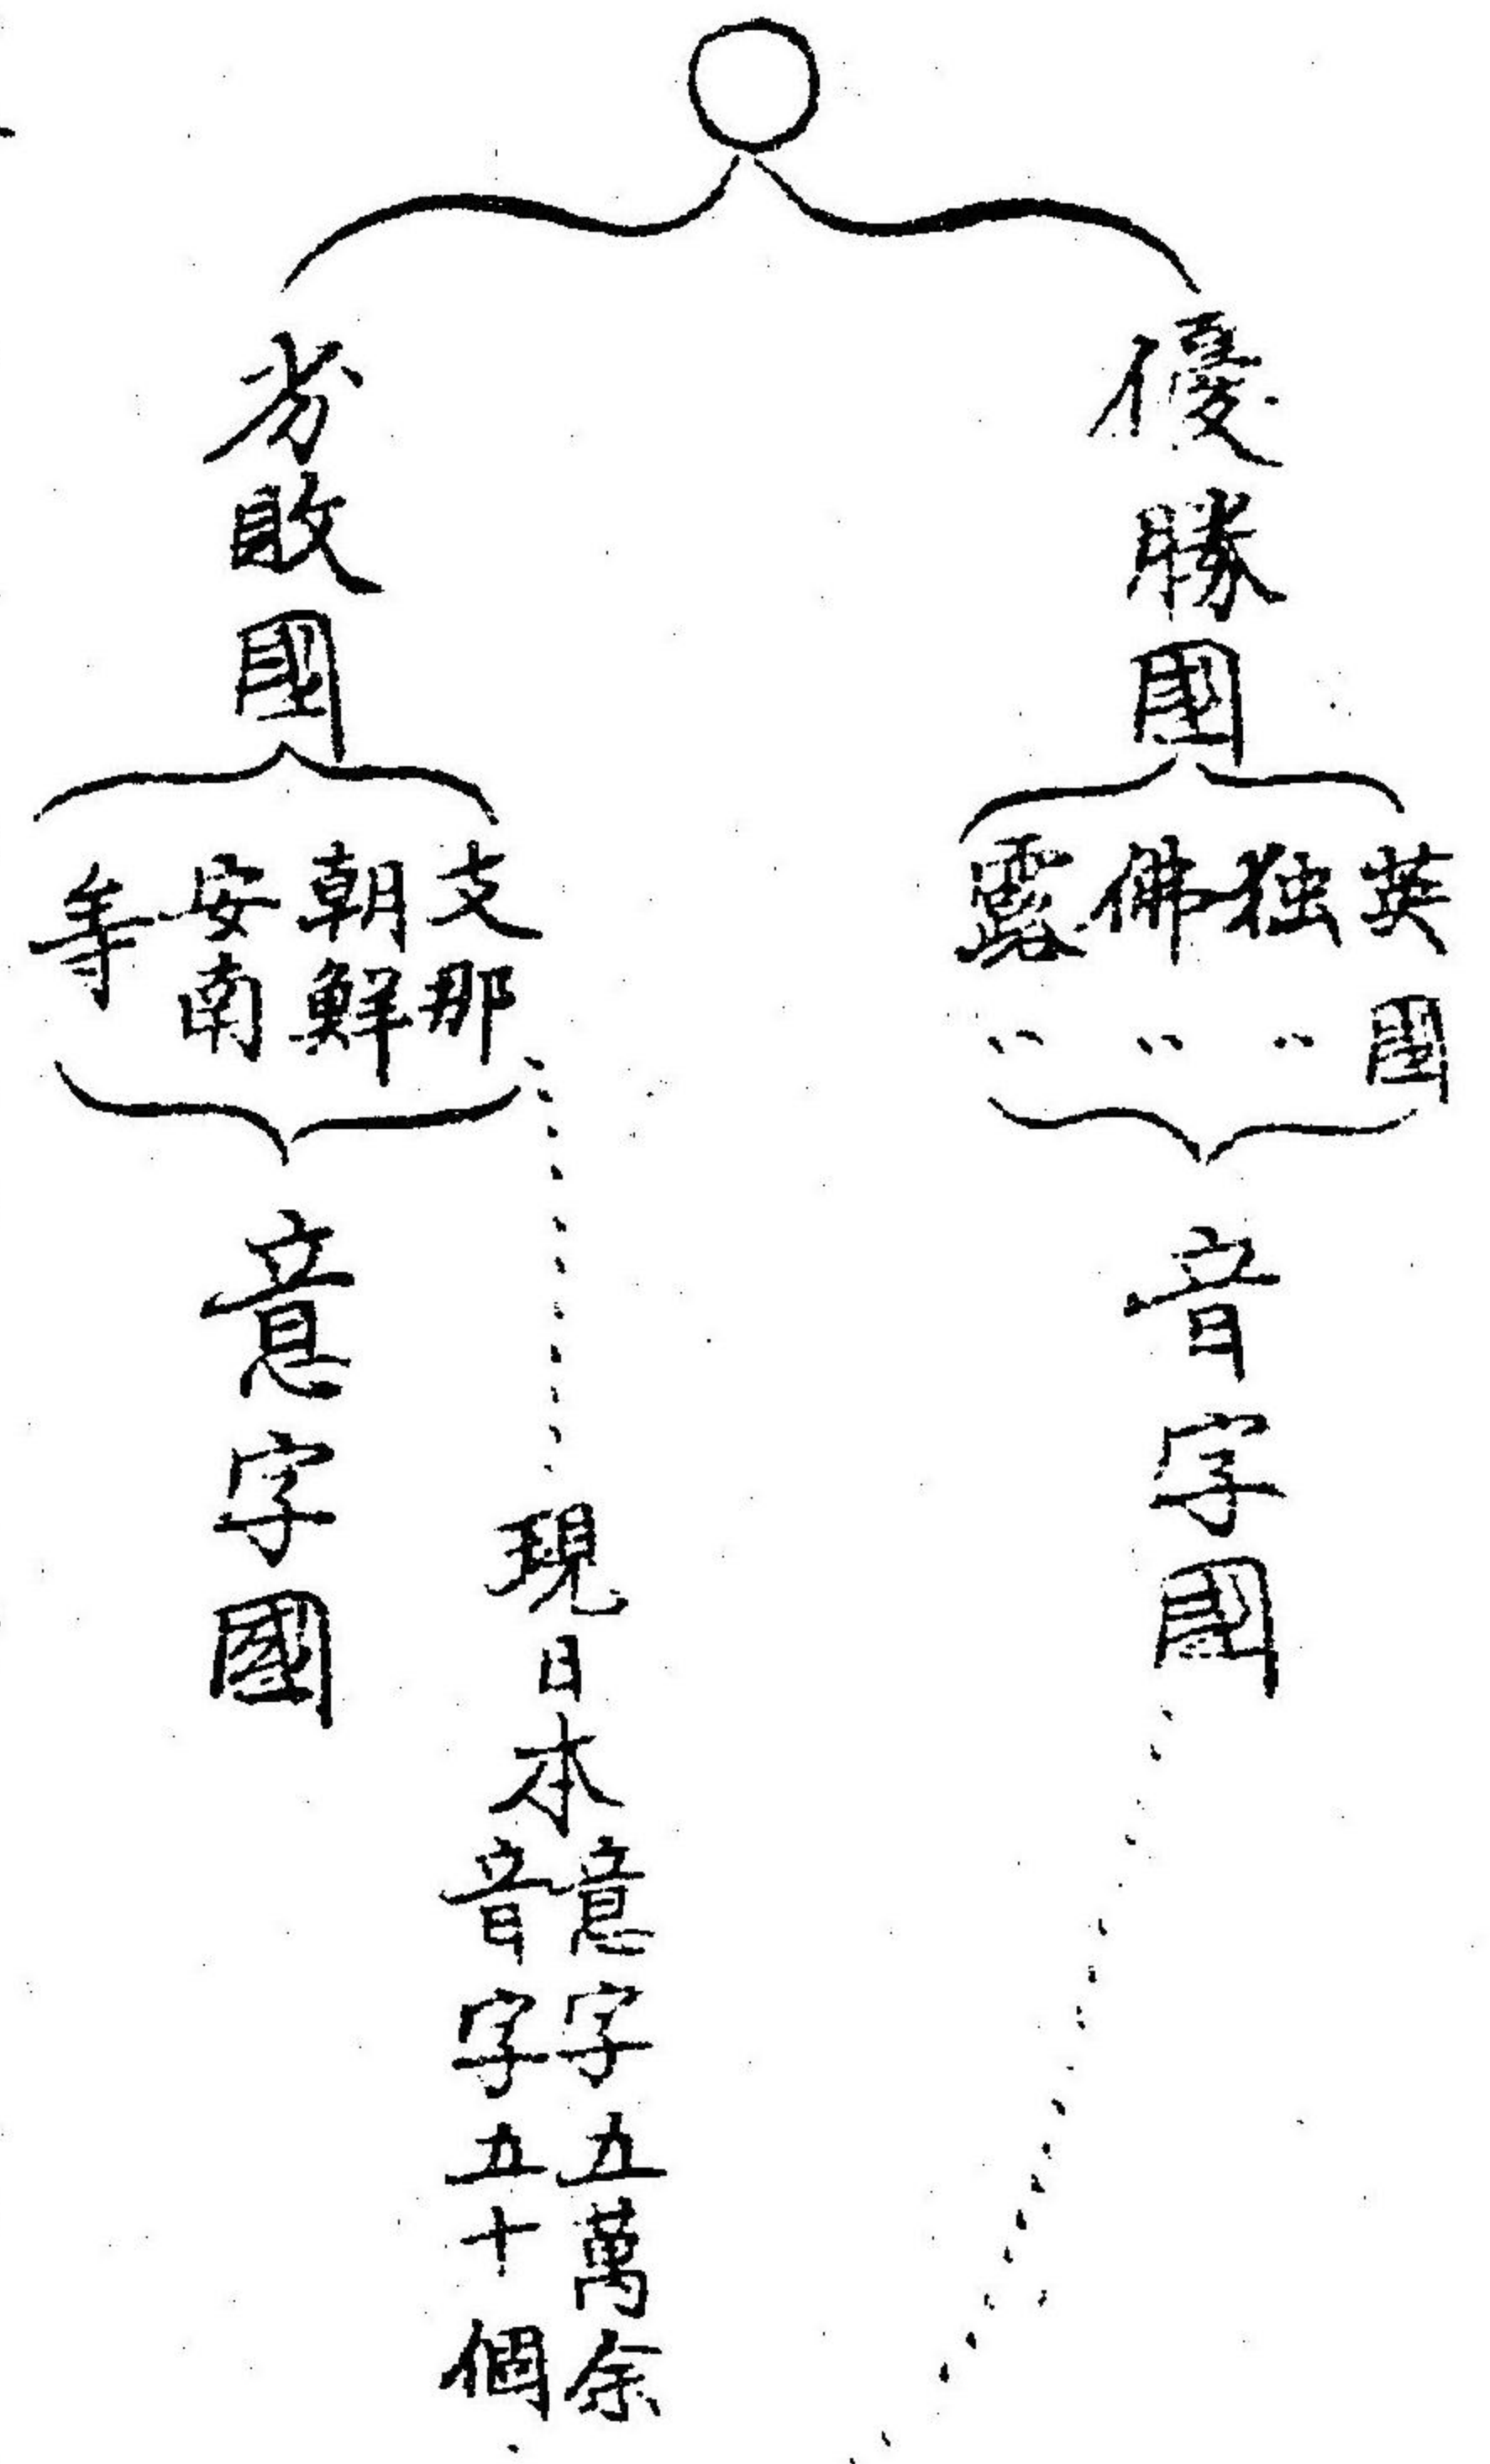 優勝國
英國
独〃
佛〃
露〃
音字國
劣敗國
支那
朝鮮
安南
等
意字國
現日本
意字五萬余
音字五十個